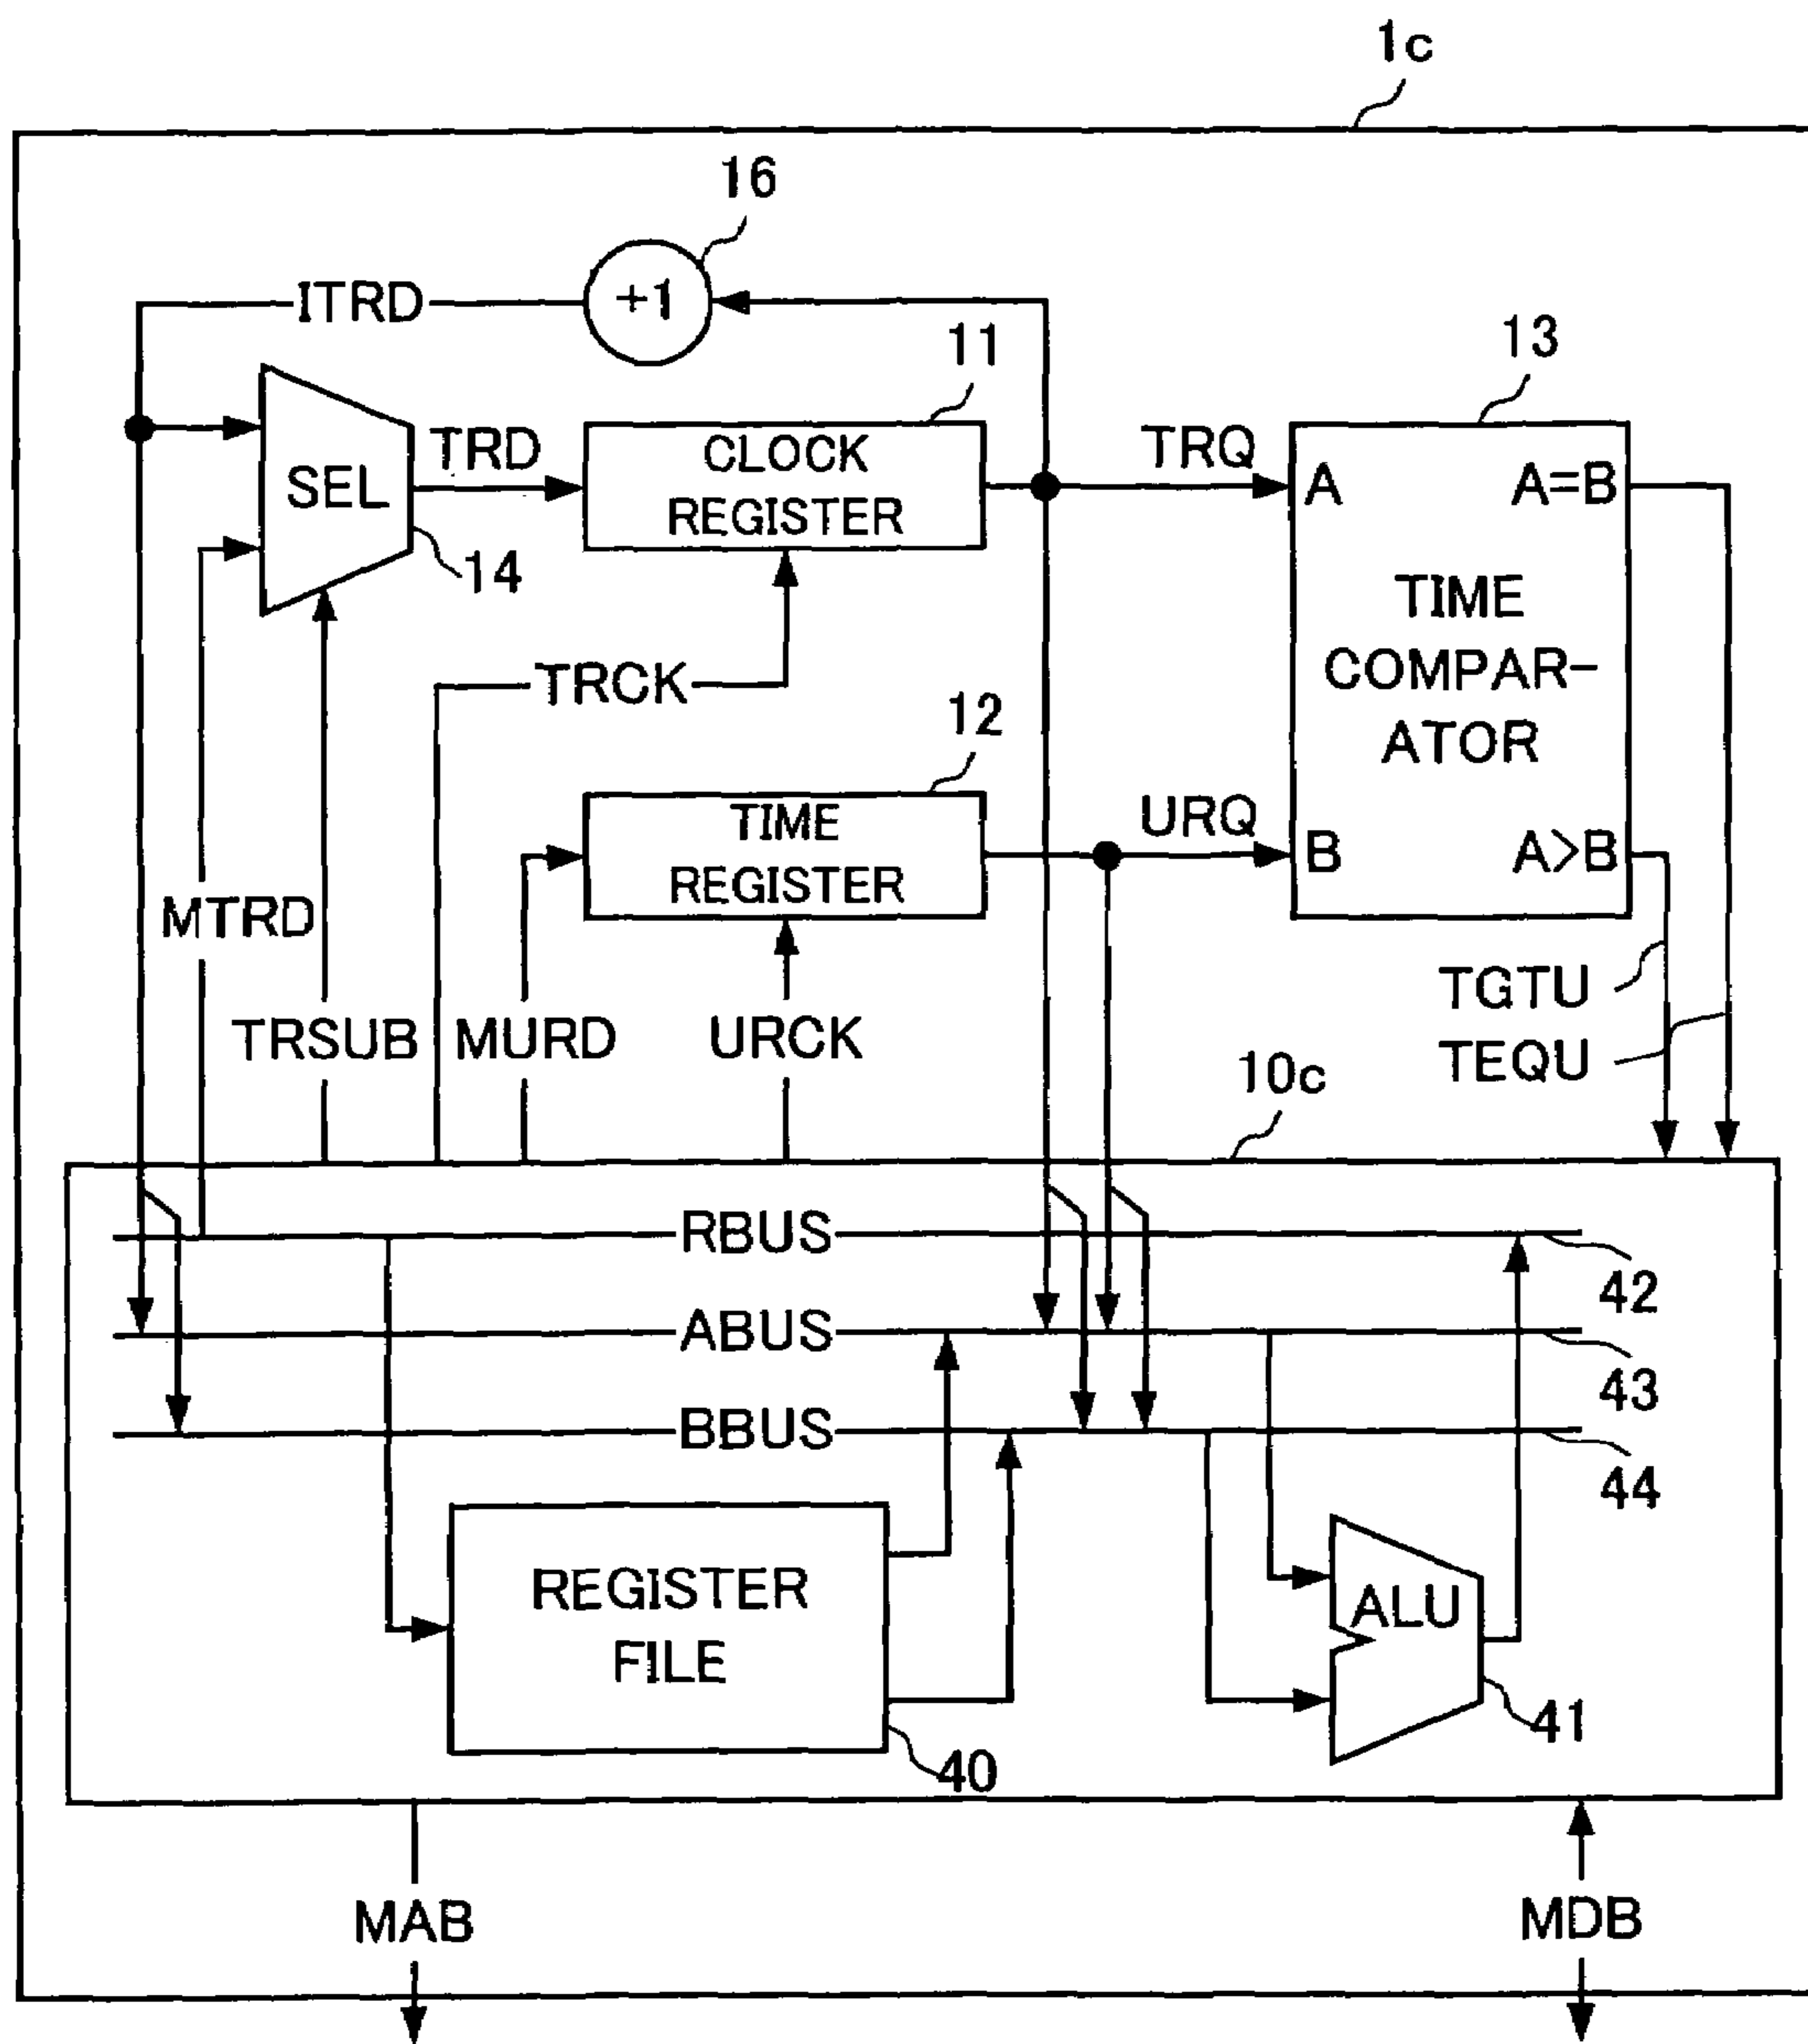 1c
16
ITRD
+1
11
13
TRD
CLOCK
REGISTER
TRQ
A
A=B
SEL
14
TIME
COMPAR-
ATOR
TRCK
12
TIME
REGISTER
URQ
B
A>B
MTRD
TGTU
TRSUB
MURD
URCK
TEQU
10c
RBUS
42
ABUS
43
BBUS
44
REGISTER
FILE
ALU
41
40
MAB
MDB